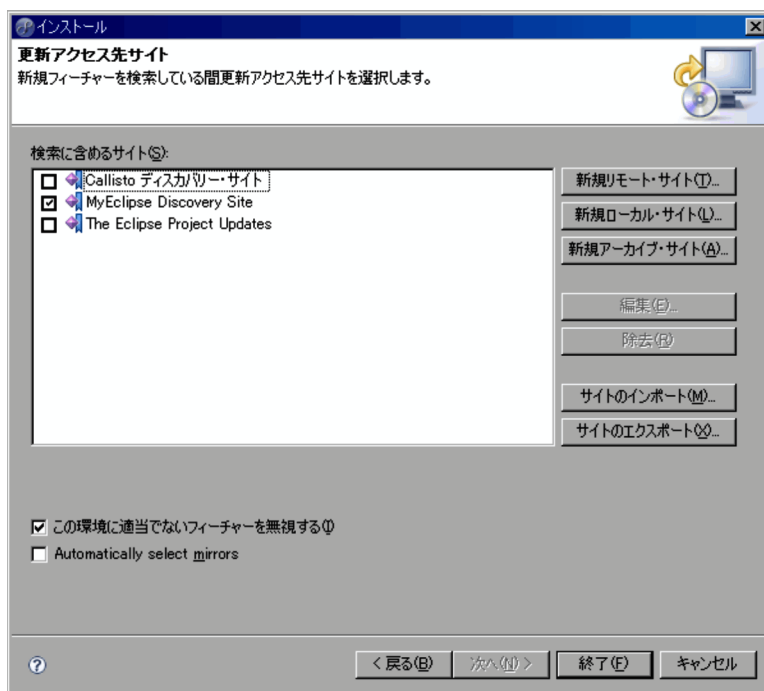 インストール
更新アクセス先サイト
新規フィーチャーを検索している間更新アクセス先サイトを選択します。
検索に含めるサイト(S):
Callisto ディスカバリー・サイト
MyEclipse Discovery Site
The Eclipse Project Updates
新規リモート・サイト(T)...
新規ローカル・サイト(L)...
新規アーカイブ・サイト(A)...
編集(E)...
除去(R)
サイトのインポート(M)...
サイトのエクスポート(X)...
この環境に適当でないフィーチャーを無視する(I)
Automatically select mirrors
< 戻る(B)
次へ(N) >
終了(F)
キャンセル